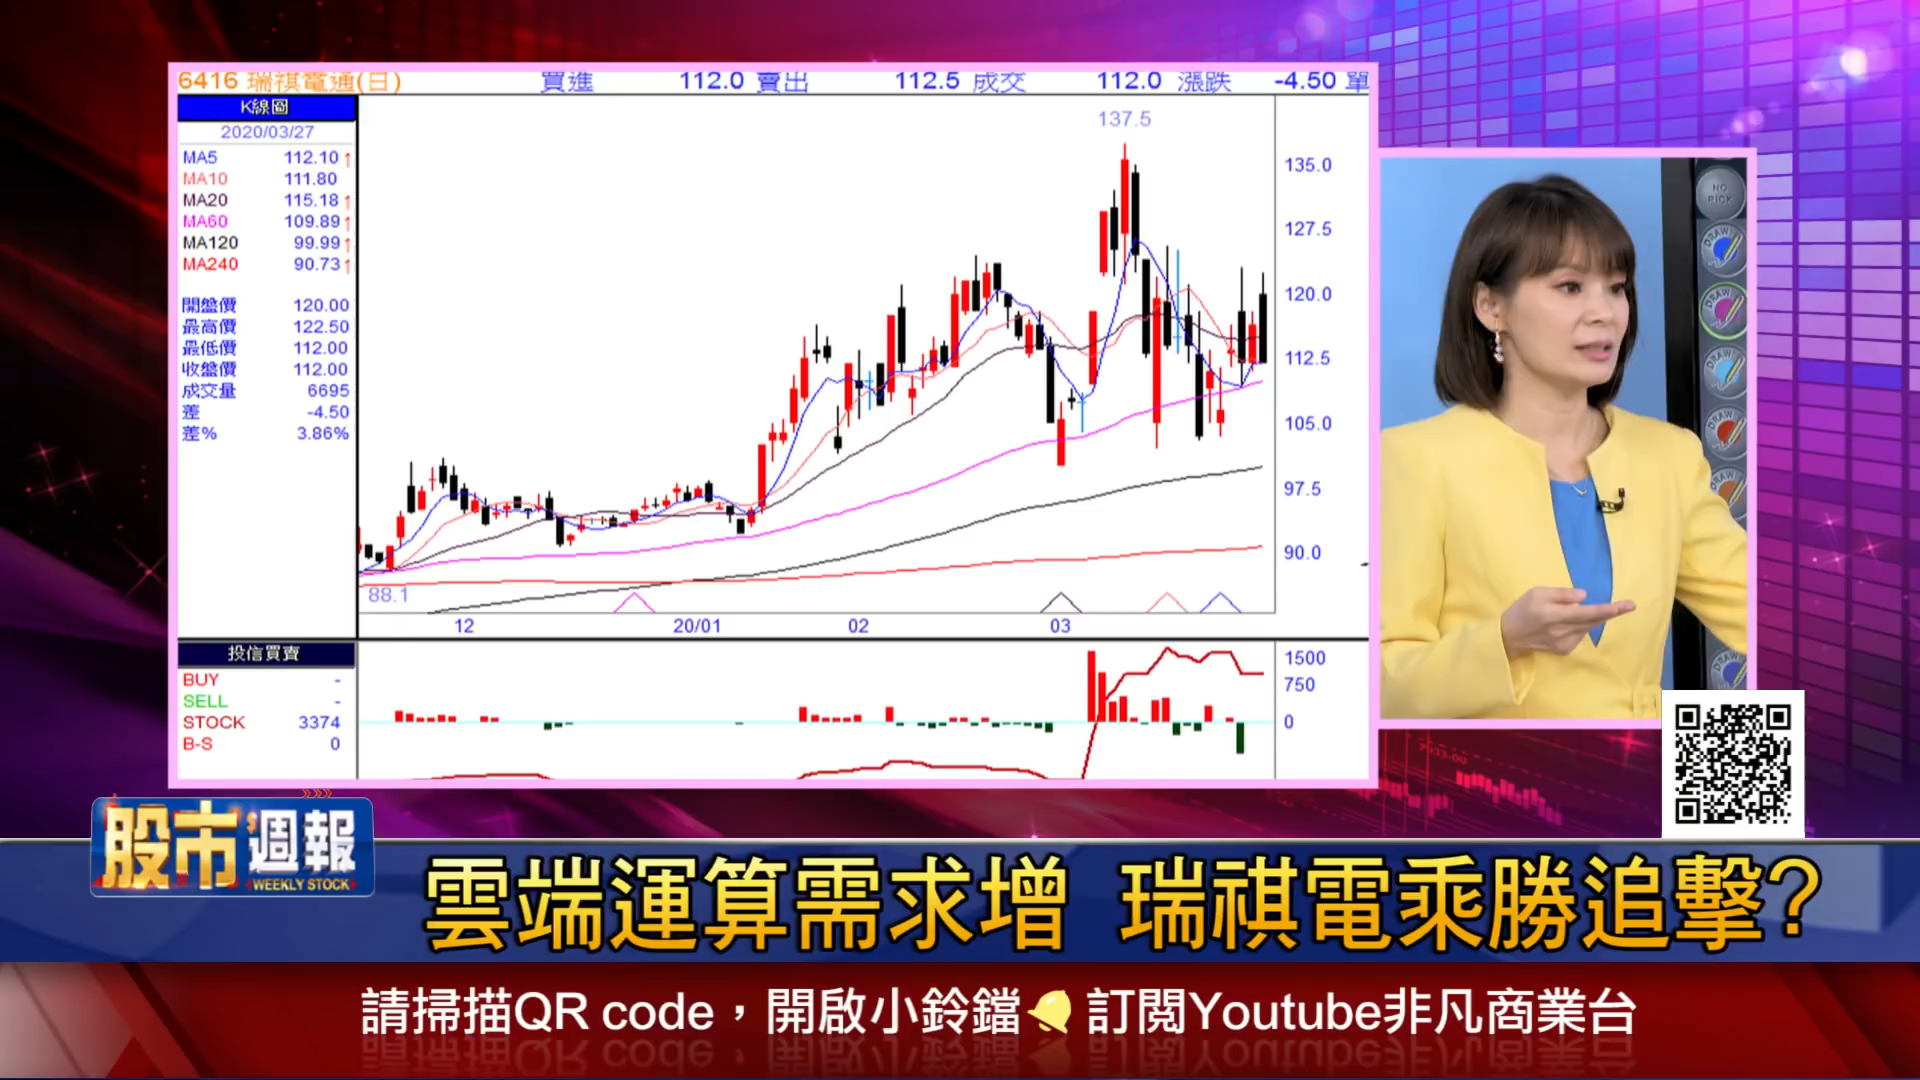 6416 瑞祺電通(日) 買進 112.0 賣出 112.5 成交 112.0 漲跌 -4.50 單
K線圖
2020/03/27
MA5 112.10↑
MA10 111.80
MA20 115.18↑
MA60 109.89↑
MA120 99.99↑
MA240 90.73↑
開盤價 120.00
最高價 122.50
最低價 112.00
收盤價 112.00
成交量 6695
差 -4.50
差% 3.86%
137.5
135.0
127.5
120.0
112.5
105.0
97.5
90.0
88.1
12 20/01 02 03
投信買賣
BUY -
SELL -
STOCK 3374
B-S 0
1500
750
0
NO PICK
DRAW
DRAW
DRAW
DRAW
DRAW
股市週報
WEEKLY STOCK
雲端運算需求增 瑞祺電乘勝追擊?
請掃描QR code，開啟小鈴鐺🔔訂閱Youtube非凡商業台